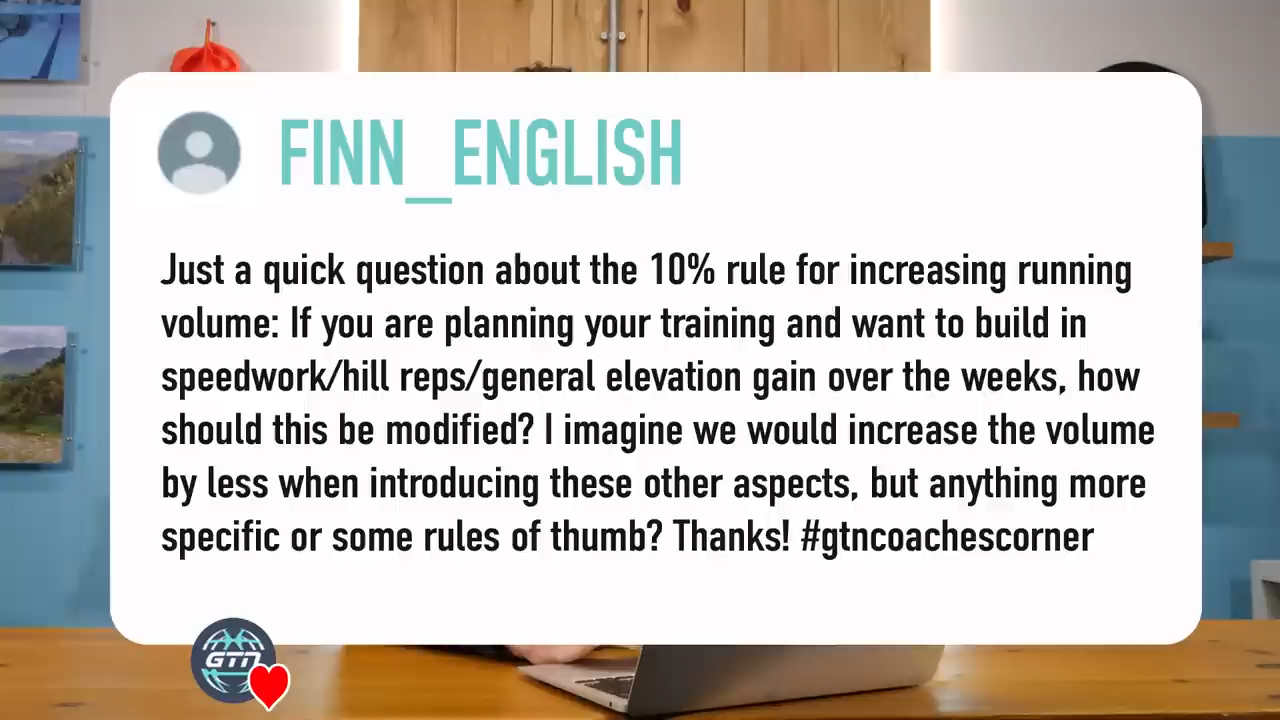 FINN_ENGLISH
Just a quick question about the 10% rule for increasing running
volume: If you are planning your training and want to build in
speedwork/hill reps/general elevation gain over the weeks, how
should this be modified? I imagine we would increase the volume
by less when introducing these other aspects, but anything more
specific or some rules of thumb? Thanks! #gtncoachescorner
GTN